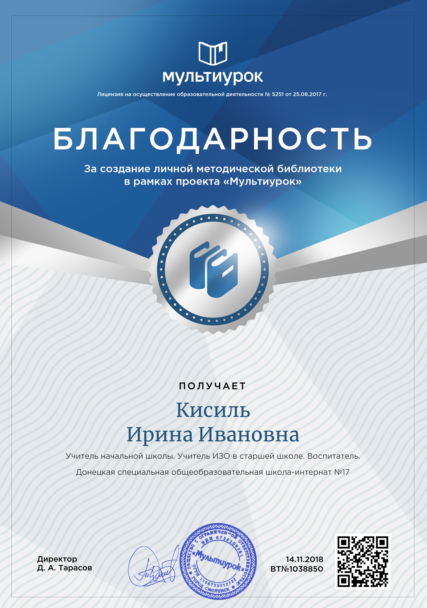 мультиурок
Лицензия на осуществление образовательной деятельности № 5251 от 25.08.2017 г.
БЛАГОДАРНОСТЬ
За создание личной методической библиотеки
в рамках проекта «Мультиурок»
ПОЛУЧАЕТ
Кисиль
Ирина Ивановна
Учитель начальной школы. Учитель ИЗО в старшей школе. Воспитатель.
Донецкая специальная общеобразовательная школа-интернат №17
Директор
Д. А. Тарасов
«Мультиурок»
14.11.2018
ВТ№1038850